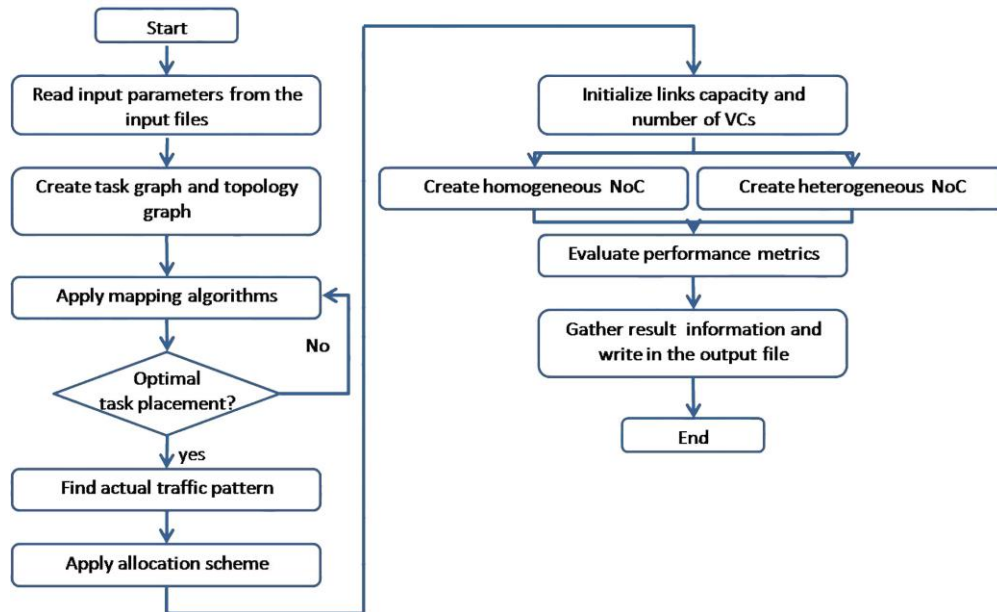 Start
Read input parameters from the
input files
Create task graph and topology
graph
Apply mapping algorithms
No
Optimal
task placement?
yes
Find actual traffic pattern
Apply allocation scheme
Initialize links capacity and
number of VCs
Create homogeneous NoC
Create heterogeneous NoC
Evaluate performance metrics
Gather result information and
write in the output file
End